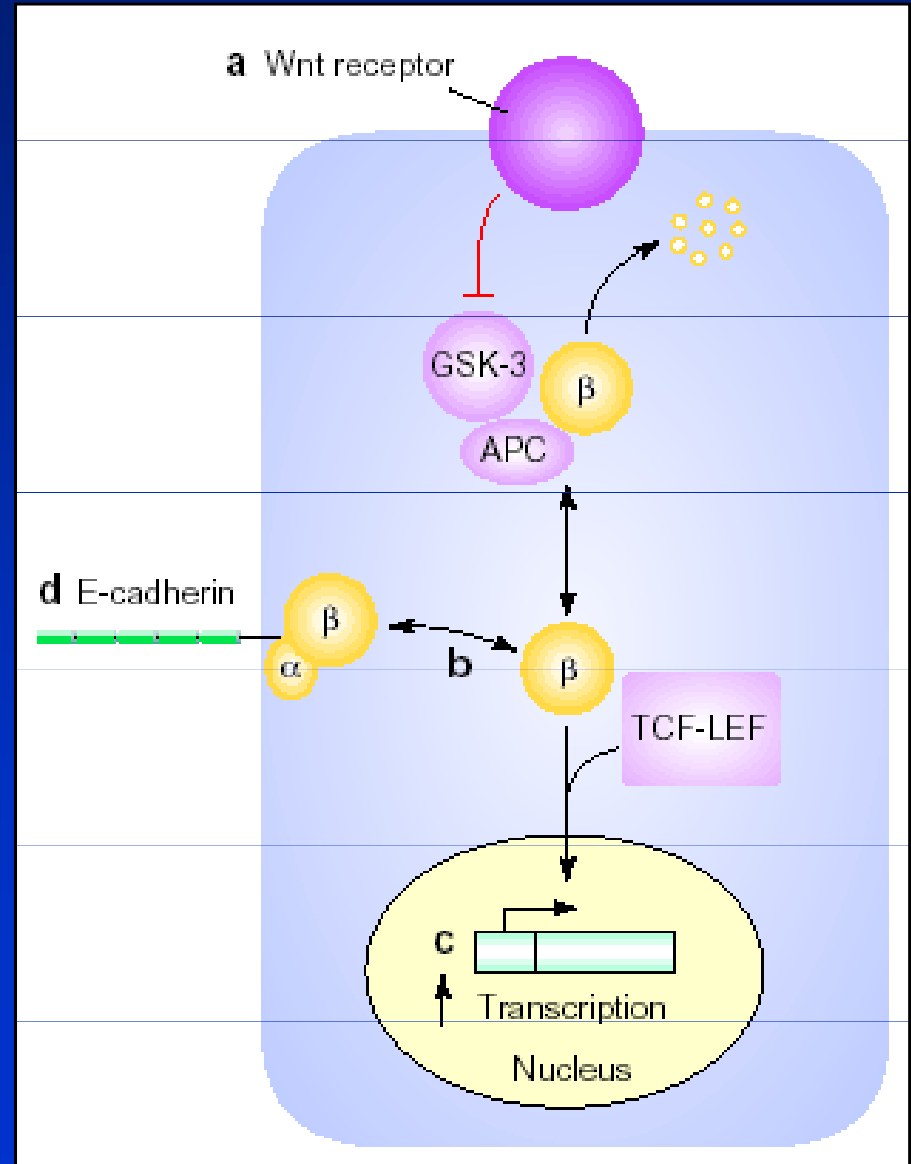 a Wnt receptor
GSK-3
β
APC
d E-cadherin
β
α
b
β
TCF-LEF
c
Transcription
Nucleus